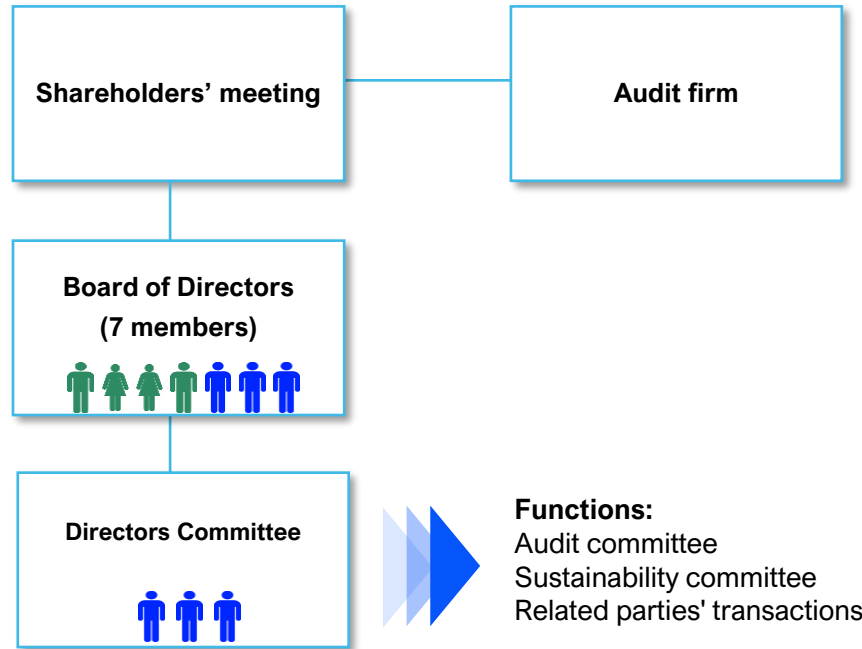 Shareholders’ meeting
Audit firm
Board of Directors
(7 members)
Directors Committee
Functions:
Audit committee
Sustainability committee
Related parties' transactions